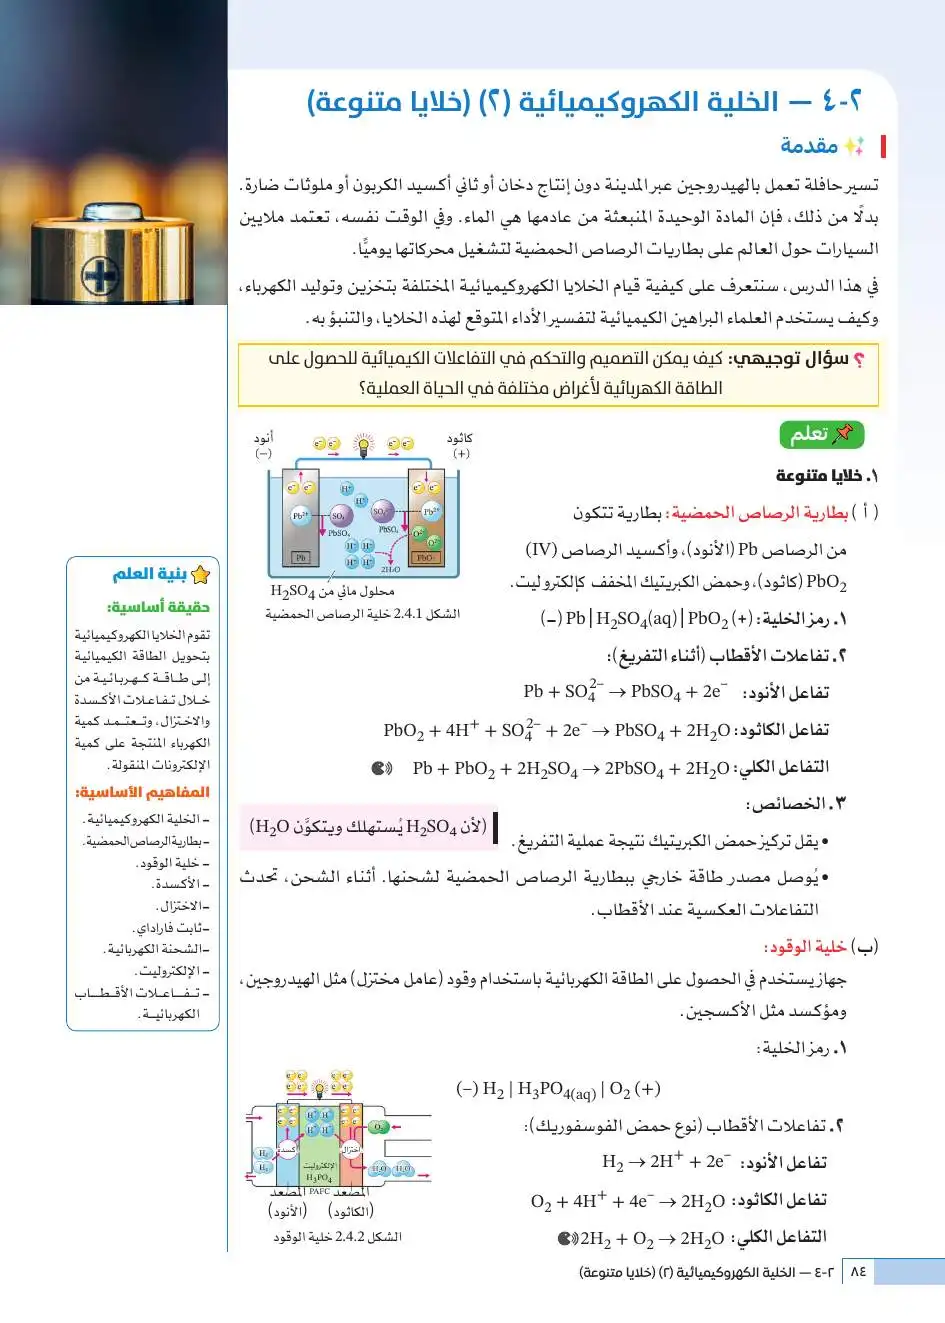 ٢-٤ — الخلية الكهروكيميائية (٢) (خلايا متنوعة)
مقدمة
تسير حافلة تعمل بالهيدروجين عبر المدينة دون إنتاج دخان أو ثاني أكسيد الكربون أو ملوثات ضارة.
بدلًا من ذلك، فإن المادة الوحيدة المنبعثة من عادمها هي الماء. وفي الوقت نفسه، تعتمد ملايين
السيارات حول العالم على بطاريات الرصاص الحمضية لتشغيل محركاتها يوميًا.
في هذا الدرس، سنتعرف على كيفية قيام الخلايا الكهروكيميائية المختلفة بتخزين وتوليد الكهرباء،
وكيف يستخدم العلماء البراهين الكيميائية لتفسير الأداء المتوقع لهذه الخلايا، والتنبؤ به.
؟ سؤال توجيهي: كيف يمكن التصميم والتحكم في التفاعلات الكيميائية للحصول على
الطاقة الكهربائية لأغراض مختلفة في الحياة العملية؟
تعلم
١. خلايا متنوعة
( أ ) بطارية الرصاص الحمضية: بطارية تتكون
من الرصاص Pb (الأنود)، وأكسيد الرصاص (IV)
PbO₂ (كاثود)، وحمض الكبريتيك المخفف كإلكتروليت.
١. رمز الخلية: (−) Pb | H₂SO₄(aq) | PbO₂ (+)
٢. تفاعلات الأقطاب (أثناء التفريغ):
تفاعل الأنود: Pb + SO₄²⁻ → PbSO₄ + 2e⁻
تفاعل الكاثود: PbO₂ + 4H⁺ + SO₄²⁻ + 2e⁻ → PbSO₄ + 2H₂O
التفاعل الكلي: Pb + PbO₂ + 2H₂SO₄ → 2PbSO₄ + 2H₂O
٣. الخصائص:
• يقل تركيز حمض الكبريتيك نتيجة عملية التفريغ.
(لأن H₂SO₄ يُستهلك ويتكوَّن H₂O)
• يُوصل مصدر طاقة خارجي ببطارية الرصاص الحمضية لشحنها. أثناء الشحن، تحدث
التفاعلات العكسية عند الأقطاب.
(ب) خلية الوقود:
جهاز يستخدم في الحصول على الطاقة الكهربائية باستخدام وقود (عامل مختزل) مثل الهيدروجين،
ومؤكسد مثل الأكسجين.
١. رمز الخلية:
(−) H₂ | H₃PO₄(aq) | O₂ (+)
٢. تفاعلات الأقطاب (نوع حمض الفوسفوريك):
تفاعل الأنود: H₂ → 2H⁺ + 2e⁻
تفاعل الكاثود: O₂ + 4H⁺ + 4e⁻ → 2H₂O
التفاعل الكلي: 2H₂ + O₂ → 2H₂O
كاثود
(+)
أنود
(−)
e⁻ e⁻ e⁻ e⁻
e⁻ e⁻ e⁻ e⁻
H⁺
H⁺
Pb²⁺ SO₄ SO₄ Pb²⁺
PbSO₄ PbSO₄
O²⁻
O²⁻
H⁺ H⁺
H⁺ H⁺
2H₂O
Pb PbO₂
محلول مائي من H₂SO₄
الشكل 2.4.1 خلية الرصاص الحمضية
e⁻ e⁻ e⁻ e⁻
e⁻ e⁻ e⁻ e⁻
e⁻ e⁻ H⁺ H⁺ e⁻ e⁻
e⁻ e⁻ H⁺ H⁺ e⁻ e⁻
O₂
أكسدة
اختزال
H₂
H₂
الإلكتروليت
H₃PO₄
H₂O H₂O
PAFC
المصعد
(الكاثود)
المصعد
(الأنود)
الشكل 2.4.2 خلية الوقود
بنية العلم
حقيقة أساسية:
تقوم الخلايا الكهروكيميائية
بتحويل الطاقة الكيميائية
إلى طاقة كهربائية من
خلال تفاعلات الأكسدة
والاختزال، وتعتمد كمية
الكهرباء المنتجة على كمية
الإلكترونات المنقولة.
المفاهيم الأساسية:
– الخلية الكهروكيميائية.
– بطارية الرصاص الحمضية.
– خلية الوقود.
– الأكسدة.
– الاختزال.
– ثابت فاراداي.
– الشحنة الكهربائية.
– الإلكتروليت.
– تفاعلات الأقطاب
الكهربائية.
٨٤
٢-٤ — الخلية الكهروكيميائية (٢) (خلايا متنوعة)